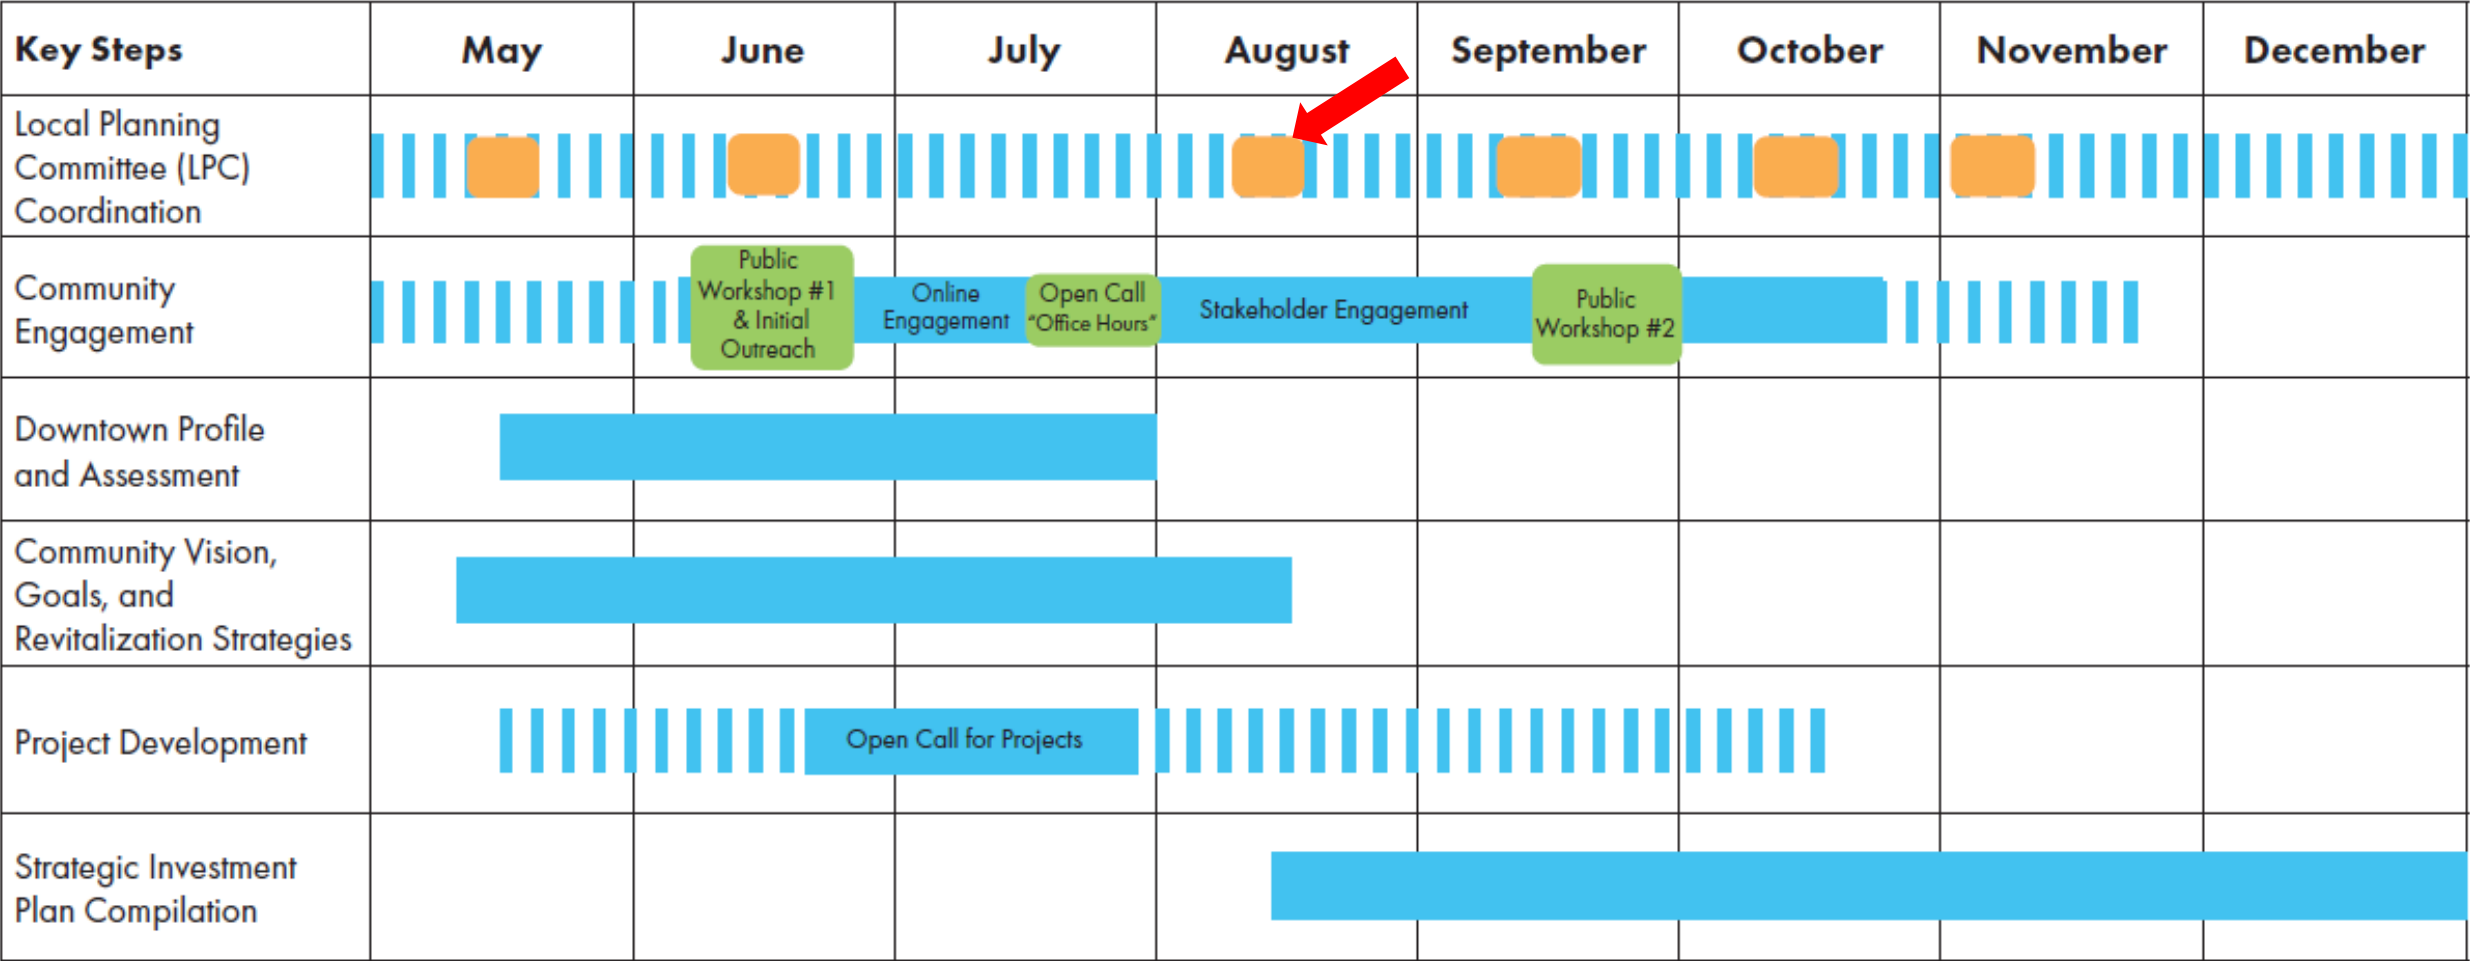 Key Steps
May
June
July
August
September
October
November
December
Local Planning
Committee (LPC)
Coordination
Community
Engagement
Public
Workshop #1
& Initial
Outreach
Online
Engagement
Open Call
“Office Hours”
Stakeholder Engagement
Public
Workshop #2
Downtown Profile
and Assessment
Community Vision,
Goals, and
Revitalization Strategies
Project Development
Open Call for Projects
Strategic Investment
Plan Compilation